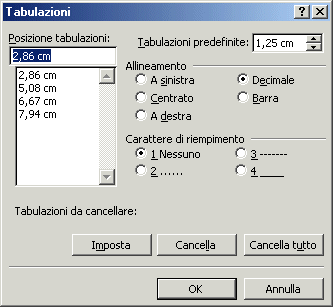 Tabulazioni
Posizione tabulazioni:
2,86 cm
2,86 cm
5,08 cm
6,67 cm
7,94 cm
Tabulazioni predefinite: 1,25 cm
Allineamento
A sinistra Decimale
Centrato Barra
A destra
Carattere di riempimento
1 Nessuno 3 -------
2 ...... 4 ____
Tabulazioni da cancellare:
Imposta Cancella Cancella tutto
OK Annulla